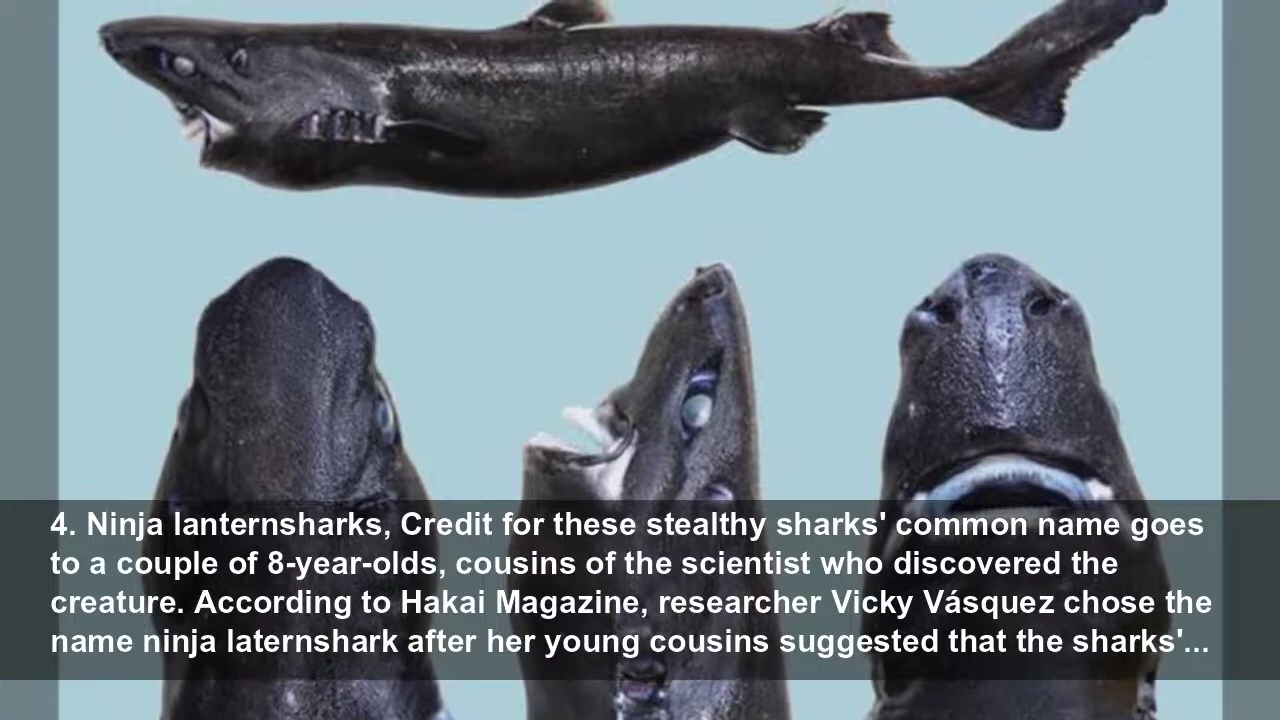 4. Ninja lanternsharks, Credit for these stealthy sharks' common name goes
to a couple of 8-year-olds, cousins of the scientist who discovered the
creature. According to Hakai Magazine, researcher Vicky Vásquez chose the
name ninja laternshark after her young cousins suggested that the sharks'...